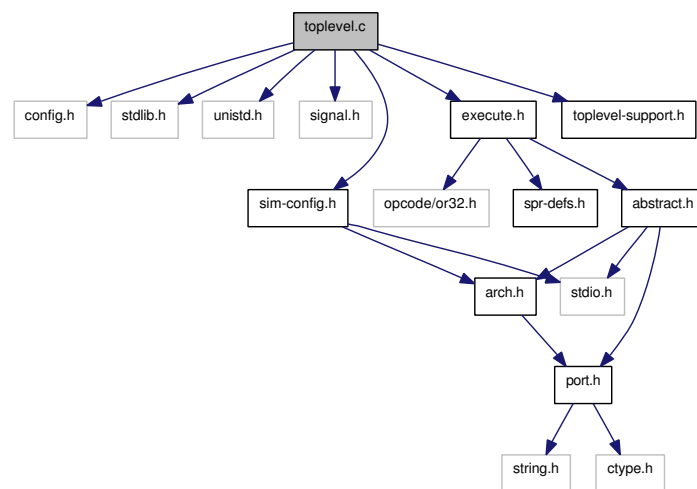 toplevel.c
config.h
stdlib.h
unistd.h
signal.h
execute.h
toplevel-support.h
sim-config.h
opcode/or32.h
spr-defs.h
abstract.h
arch.h
stdio.h
port.h
string.h
ctype.h